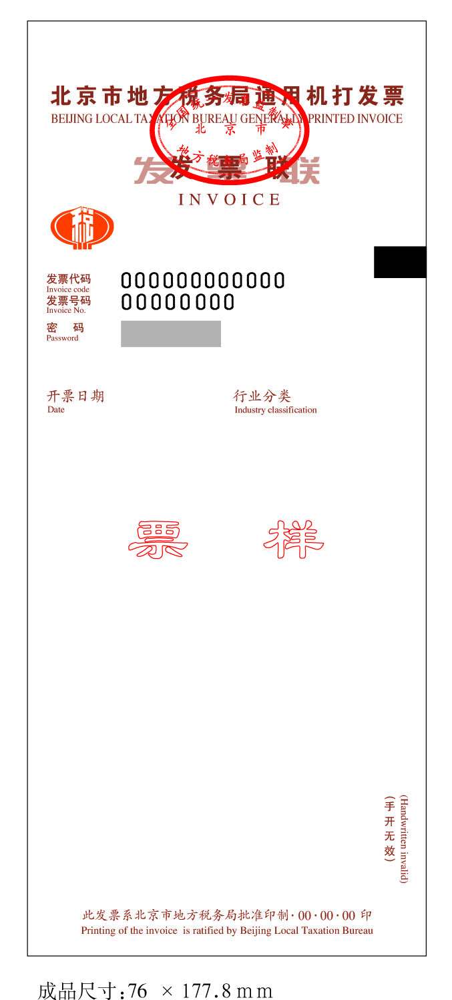 北京市地方税务局通用机打发票
BEIJING LOCAL TAXATION BUREAU GENERALLY PRINTED INVOICE
全国统一发票监制章
北京市
地方税务局监制
发票联
INVOICE
税
发票代码 000000000000
Invoice code
发票号码 00000000
Invoice No.
密 码
Password
开票日期 行业分类
Date Industry classification
票 样
(手开无效)
(Handwritten invalid)
此发票系北京市地方税务局批准印制·00·00·00 印
Printing of the invoice is ratified by Beijing Local Taxation Bureau
成品尺寸:76 × 177.8mm